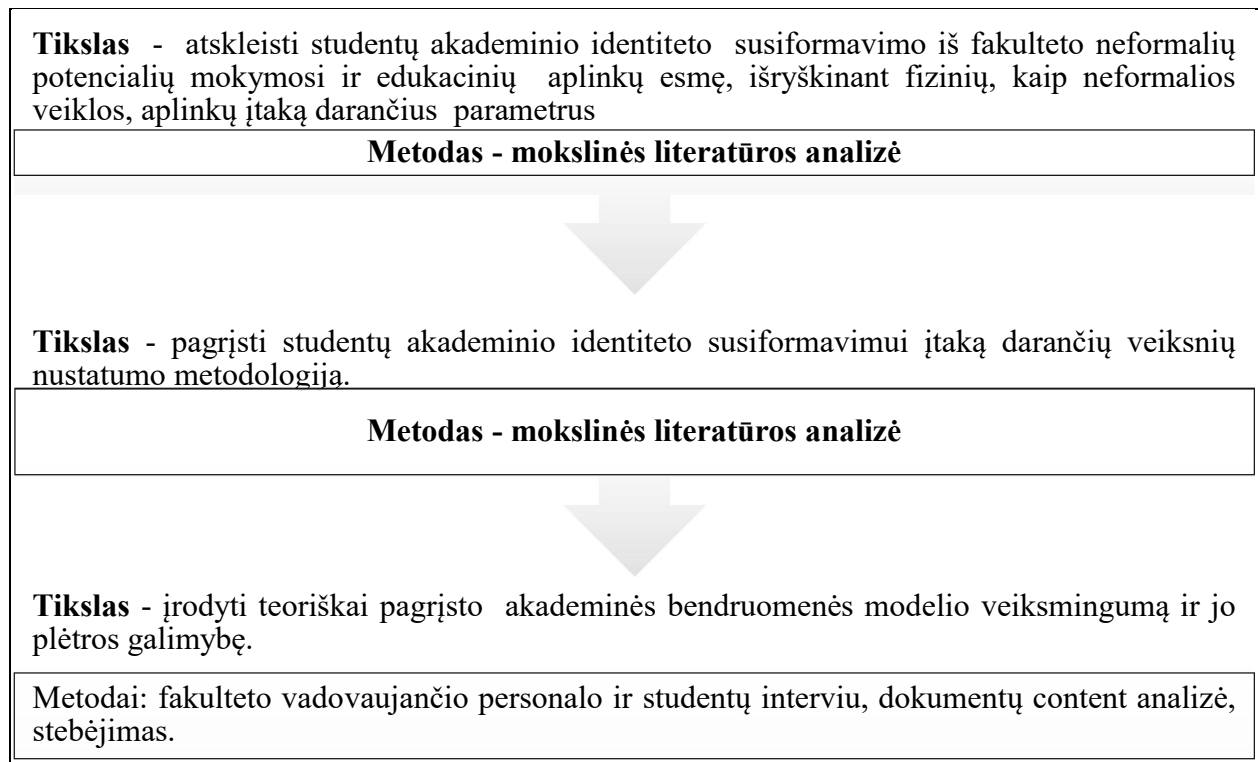 Tikslas - atskleisti studentų akademinio identiteto susiformavimo iš fakulteto neformalių
potencialių mokymosi ir edukacinių aplinkų esmę, išryškinant fizinių, kaip neformalios
veiklos, aplinkų įtaką darančius parametrus
Metodas - mokslinės literatūros analizė
Tikslas - pagrįsti studentų akademinio identiteto susiformavimui įtaką darančių veiksnių
nustatumo metodologiją.
Metodas - mokslinės literatūros analizė
Tikslas - įrodyti teoriškai pagrįsto akademinės bendruomenės modelio veiksmingumą ir jo
plėtros galimybę.
Metodai: fakulteto vadovaujančio personalo ir studentų interviu, dokumentų content analizė,
stebėjimas.